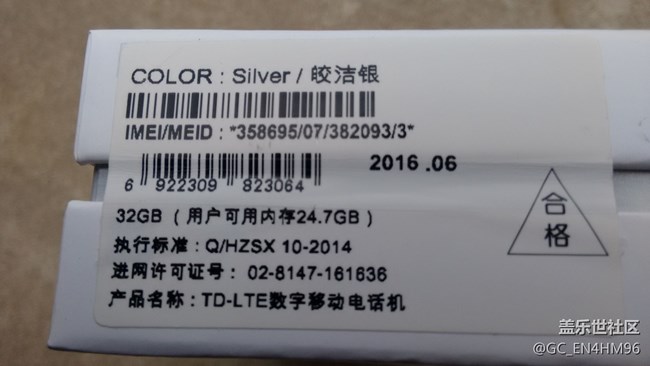 COLOR : Silver / 皎洁银
IMEI/MEID : *358695/07/382093/3*
2016 .06
6 922309 823064
32GB ( 用户可用内存24.7GB )
合格
执行标准 : Q/HZSX 10-2014
进网许可证号 : 02-8147-161636
产品名称 : TD-LTE数字移动电话机
盖乐世社区
@GC_EN4HM96